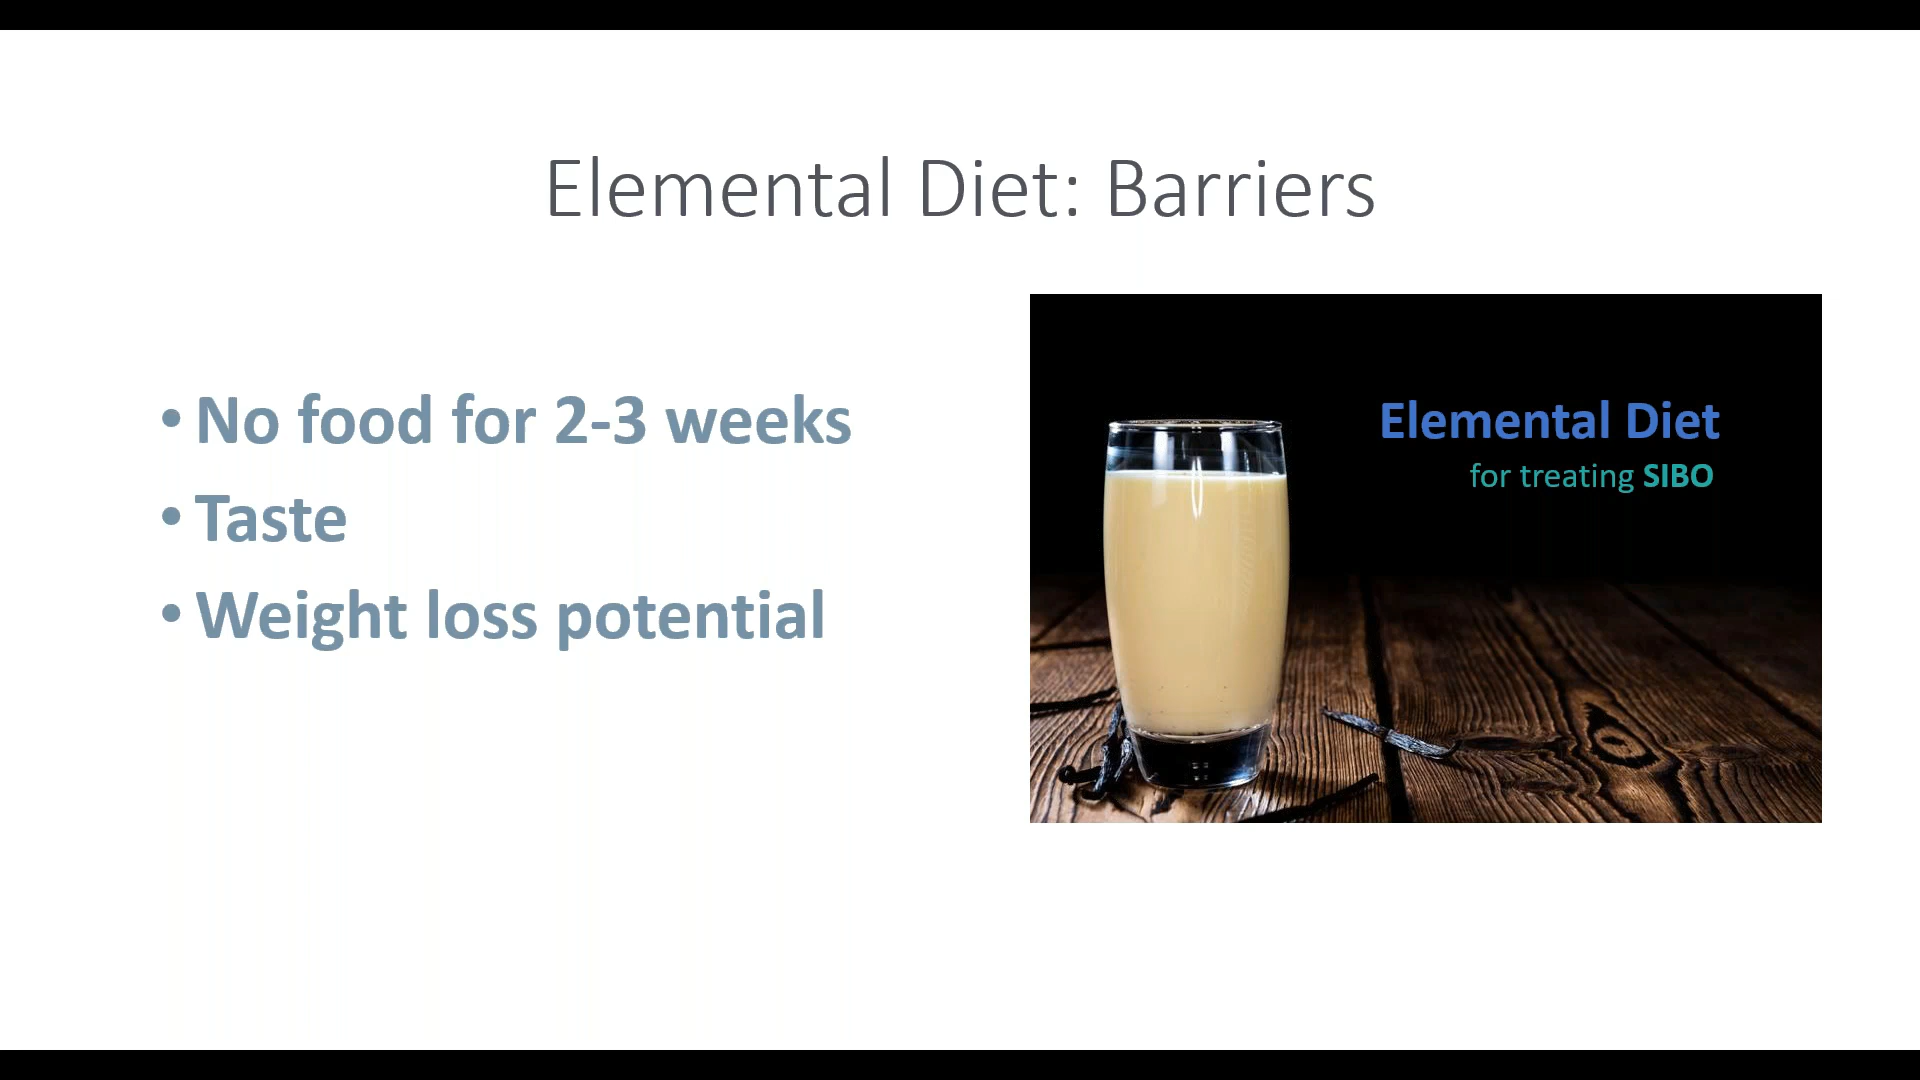 Elemental Diet: Barriers
• No food for 2-3 weeks
• Taste
• Weight loss potential
Elemental Diet
for treating SIBO